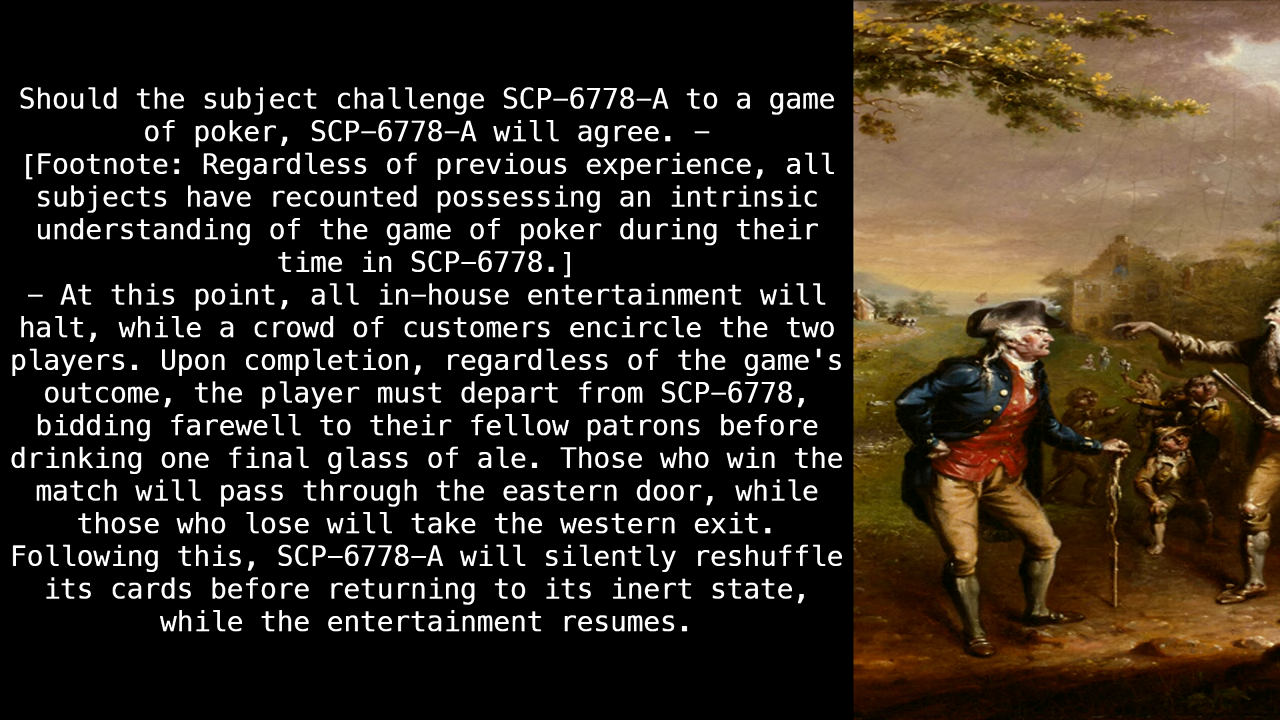 Should the subject challenge SCP−6778−A to a game
of poker, SCP−6778−A will agree. −
[Footnote: Regardless of previous experience, all
subjects have recounted possessing an intrinsic
understanding of the game of poker during their
time in SCP−6778.]
− At this point, all in−house entertainment will
halt, while a crowd of customers encircle the two
players. Upon completion, regardless of the game's
outcome, the player must depart from SCP−6778,
bidding farewell to their fellow patrons before
drinking one final glass of ale. Those who win the
match will pass through the eastern door, while
those who lose will take the western exit.
Following this, SCP−6778−A will silently reshuffle
its cards before returning to its inert state,
while the entertainment resumes.